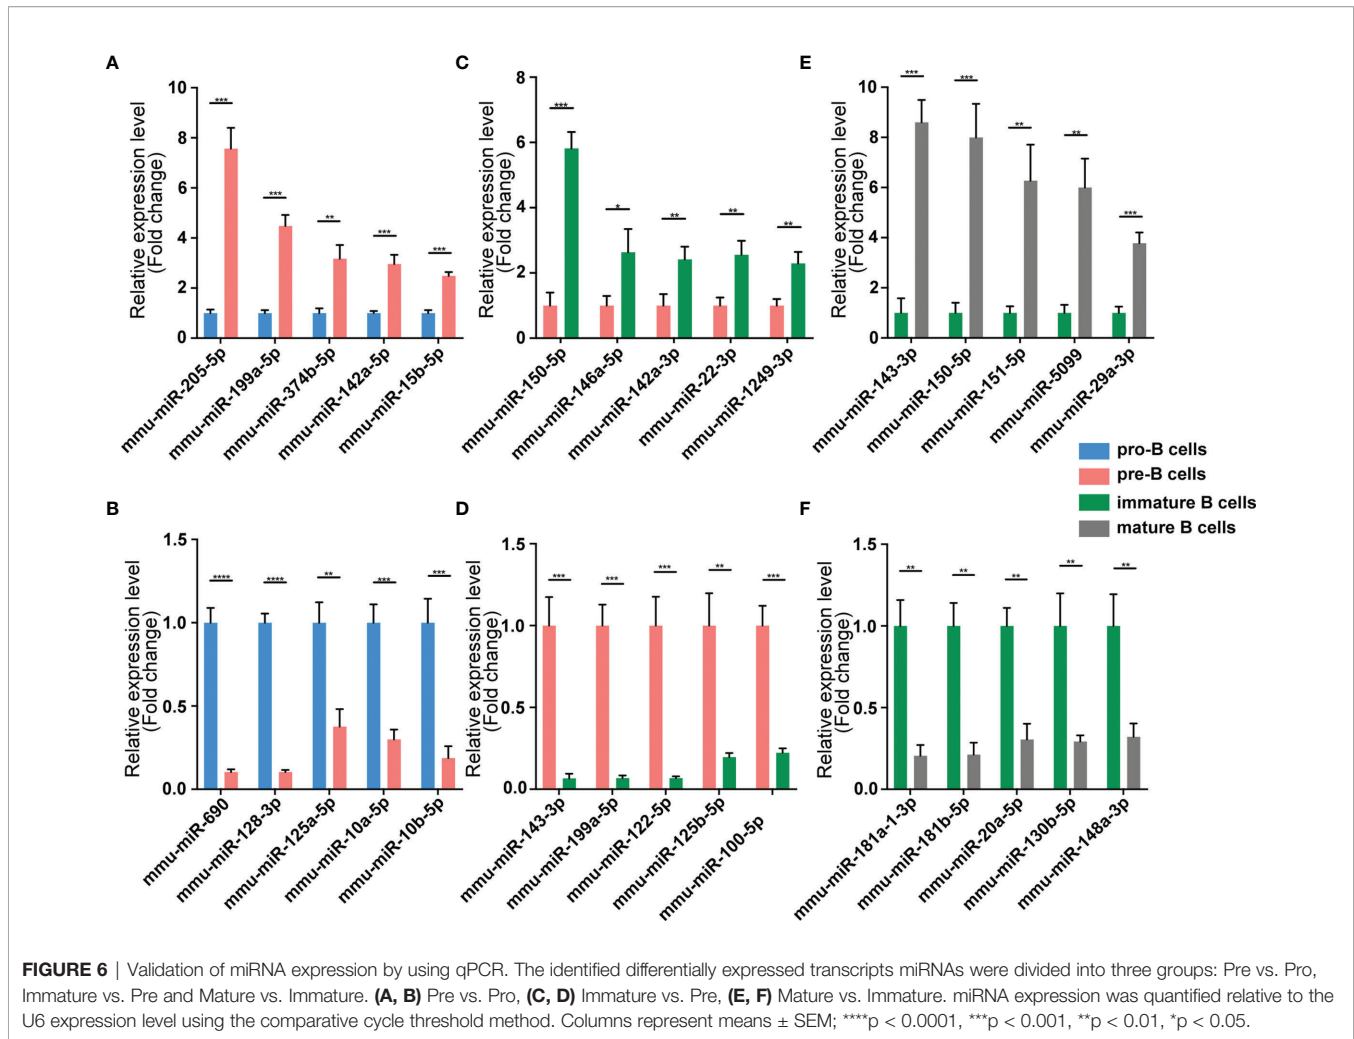 A
Relative expression level
(Fold change)
10
8
6
4
2
0
***
***
**
***
***
mmu-miR-205-5p
mmu-miR-199a-5p
mmu-miR-374b-5p
mmu-miR-142a-5p
mmu-miR-15b-5p
C
Relative expression level
(Fold change)
8
6
4
2
0
***
*
**
**
**
mmu-miR-150-5p
mmu-miR-146a-5p
mmu-miR-142a-3p
mmu-miR-22-3p
mmu-miR-1249-3p
E
Relative expression level
(Fold change)
10
8
6
4
2
0
***
***
**
**
***
mmu-miR-143-3p
mmu-miR-150-5p
mmu-miR-151-5p
mmu-miR-5099
mmu-miR-29a-3p
pro-B cells
pre-B cells
immature B cells
mature B cells
B
Relative expression level
(Fold change)
1.5
1.0
0.5
0.0
****
****
**
***
***
mmu-miR-690
mmu-miR-128-3p
mmu-miR-125a-5p
mmu-miR-10a-5p
mmu-miR-10b-5p
D
Relative expression level
(Fold change)
1.5
1.0
0.5
0.0
***
***
***
**
***
mmu-miR-143-3p
mmu-miR-199a-5p
mmu-miR-122-5p
mmu-miR-125b-5p
mmu-miR-100-5p
F
Relative expression level
(Fold change)
1.5
1.0
0.5
0.0
**
**
**
**
**
mmu-miR-181a-1-3p
mmu-miR-181b-5p
mmu-miR-20a-5p
mmu-miR-130b-5p
mmu-miR-148a-3p
FIGURE 6 | Validation of miRNA expression by using qPCR. The identified differentially expressed transcripts miRNAs were divided into three groups: Pre vs. Pro,
Immature vs. Pre and Mature vs. Immature. (A, B) Pre vs. Pro, (C, D) Immature vs. Pre, (E, F) Mature vs. Immature. miRNA expression was quantified relative to the
U6 expression level using the comparative cycle threshold method. Columns represent means ± SEM; ****p < 0.0001, ***p < 0.001, **p < 0.01, *p < 0.05.